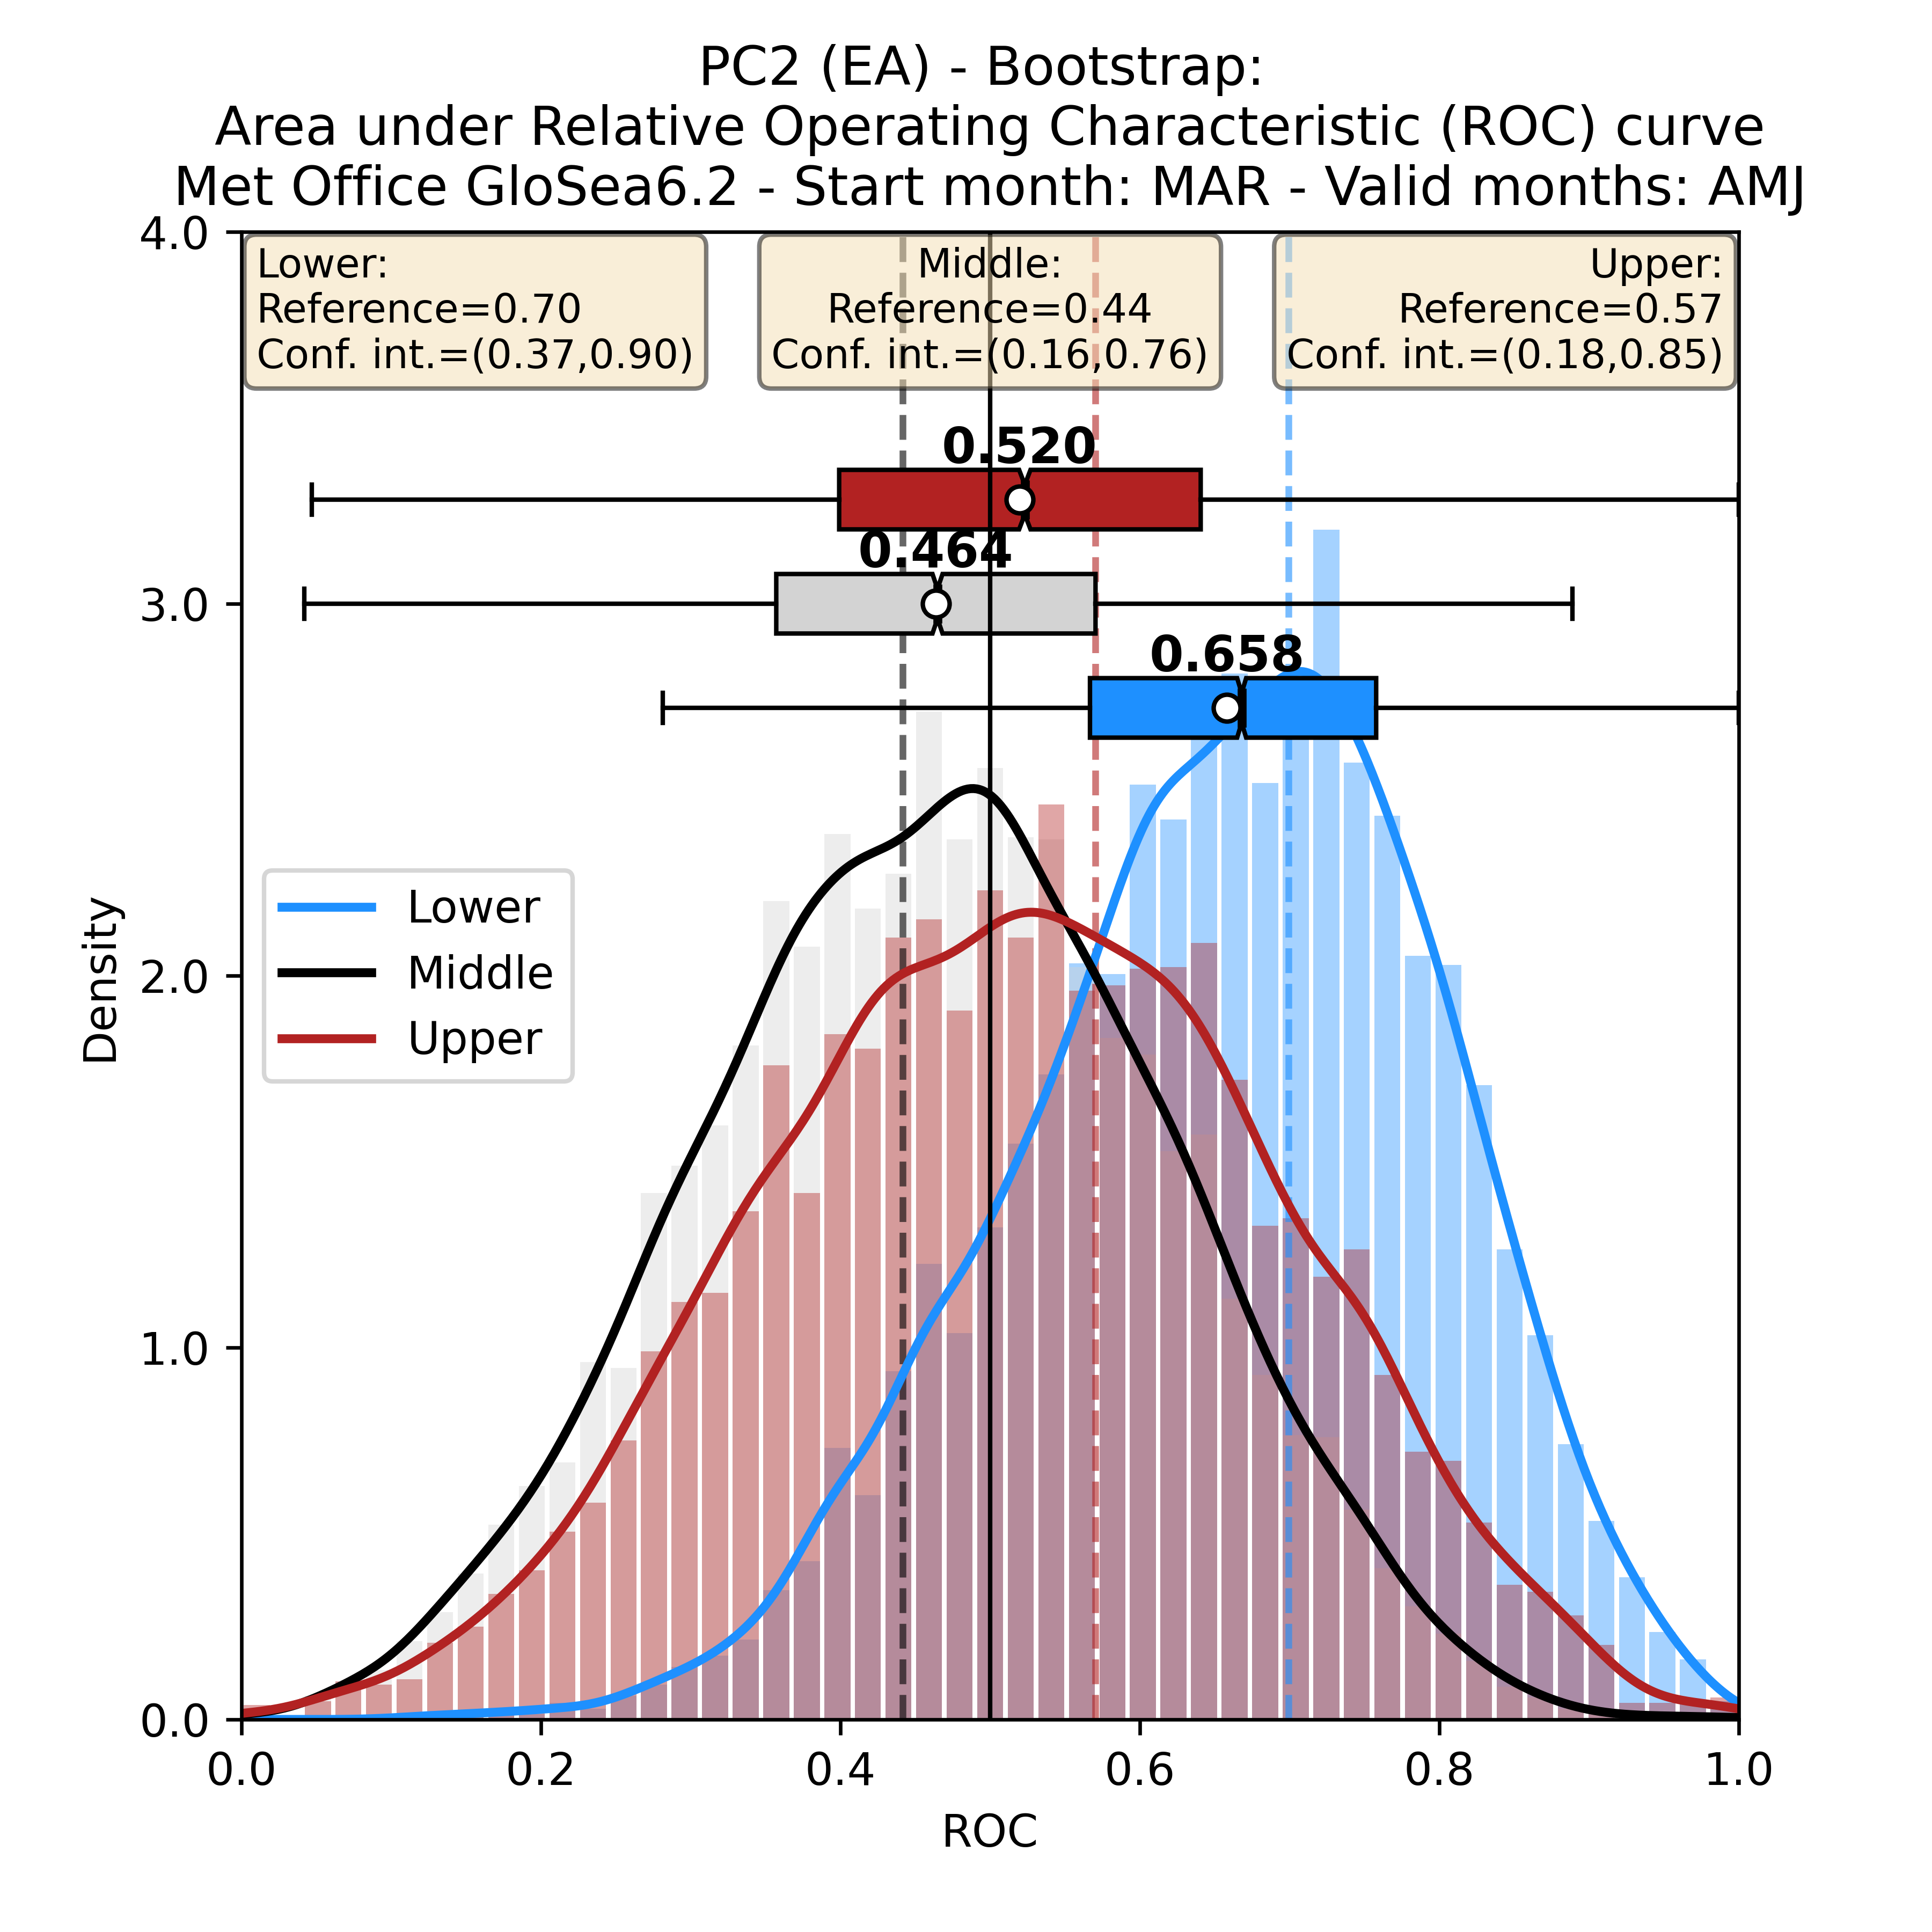 PC2 (EA) - Bootstrap:
Area under Relative Operating Characteristic (ROC) curve
Met Office GloSea6.2 - Start month: MAR - Valid months: AMJ
Lower:
Reference=0.70
Conf. int.=(0.37,0.90)
Middle:
Reference=0.44
Conf. int.=(0.16,0.76)
Upper:
Reference=0.57
Conf. int.=(0.18,0.85)
0.520
0.464
0.658
Lower
Middle
Upper
Density
4.0
3.0
2.0
1.0
0.0
0.0 0.2 0.4 0.6 0.8 1.0
ROC